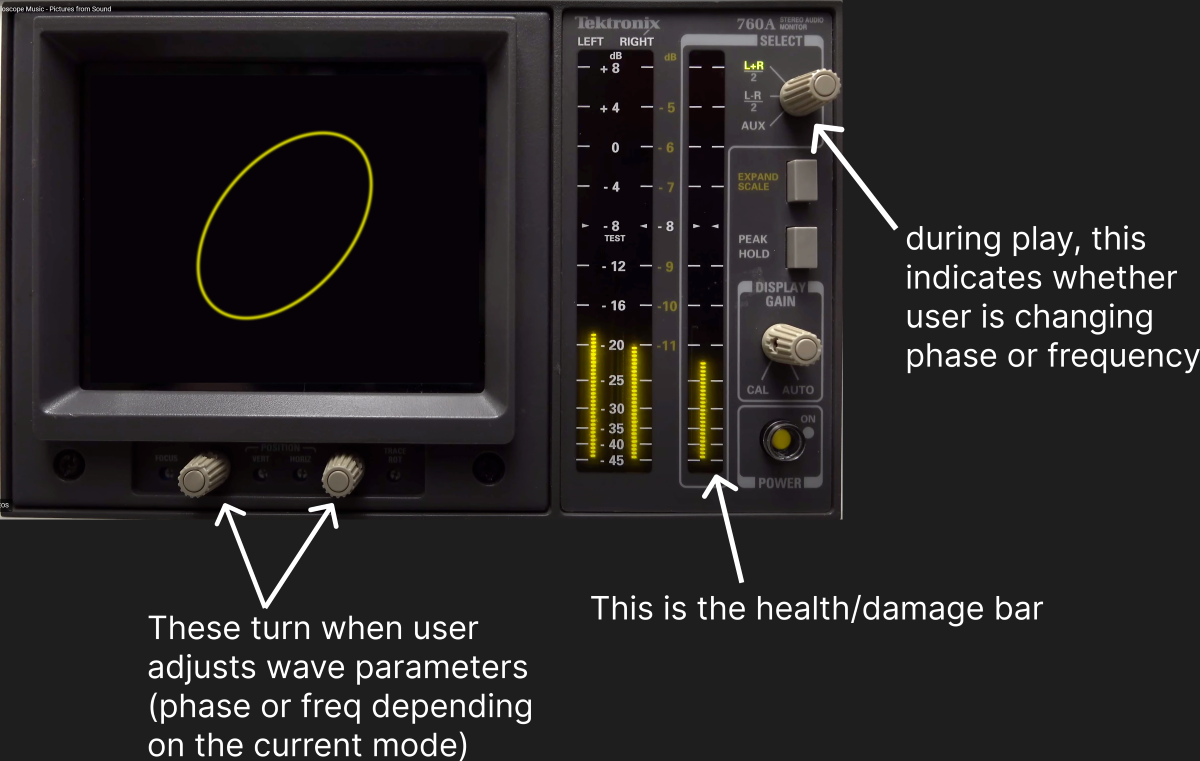 oscope Music - Pictures from Sound
Tektronix 760A STEREO AUDIO
MONITOR
LEFT RIGHT
SELECT
dB
dB
+ 8
+ 4
- 5
0
- 6
- 4
- 7
- 8
- 8
TEST
- 12
- 9
- 16
-10
- 20
-11
- 25
- 30
- 35
- 40
- 45
L+R
2
L-R
2
AUX
EXPAND
SCALE
PEAK
HOLD
DISPLAY
GAIN
CAL AUTO
ON
POWER
POSITION
FOCUS VERT HORIZ TRACE
ROT
os
during play, this
indicates whether
user is changing
phase or frequency
These turn when user
adjusts wave parameters
(phase or freq depending
on the current mode)
This is the health/damage bar